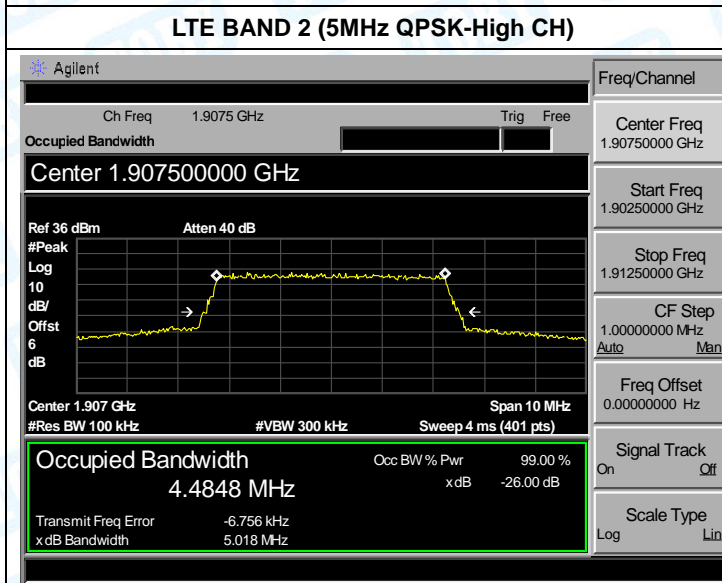 LTE BAND 2 (5MHz QPSK-High CH)
Agilent
Freq/Channel
Ch Freq 1.9075 GHz Trig Free
Occupied Bandwidth
Center 1.907500000 GHz
Ref 36 dBm Atten 40 dB
#Peak
Log
10
dB/
Offst
6
dB
Center 1.907 GHz Span 10 MHz
#Res BW 100 kHz #VBW 300 kHz Sweep 4 ms (401 pts)
Occupied Bandwidth Occ BW % Pwr 99.00 %
4.4848 MHz x dB -26.00 dB
Transmit Freq Error -6.756 kHz
x dB Bandwidth 5.018 MHz
Center Freq
1.90750000 GHz
Start Freq
1.90250000 GHz
Stop Freq
1.91250000 GHz
CF Step
1.00000000 MHz
Auto Man
Freq Offset
0.00000000 Hz
Signal Track
On Off
Scale Type
Log Lin